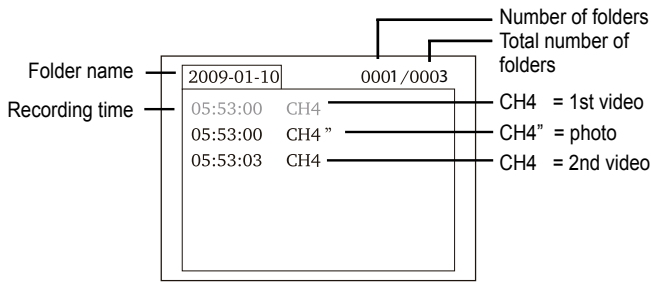 Number of folders
Total number of
folders
Folder name
2009-01-10
0001/0003
Recording time
05:53:00 CH4
CH4 = 1st video
05:53:00 CH4 ”
CH4” = photo
05:53:03 CH4
CH4 = 2nd video